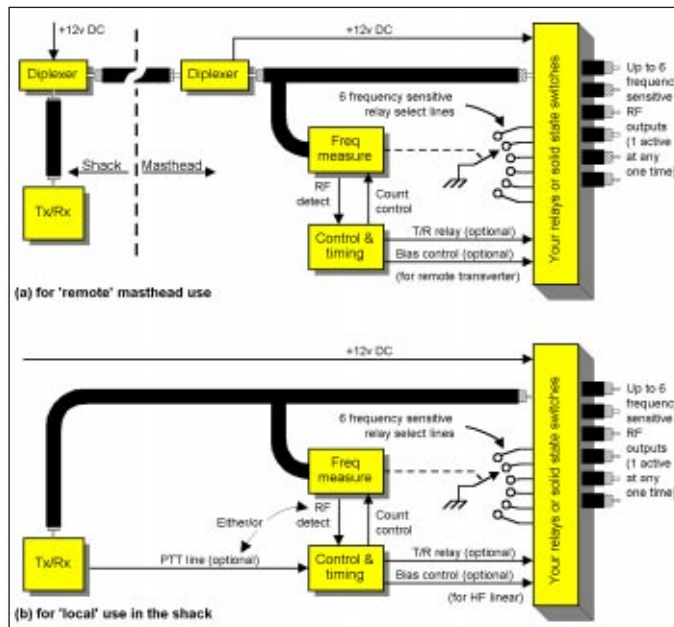 +12v DC
+12v DC
Diplexer
Diplexer
Up to 6
frequency
sensitive
RF
outputs
(1 active
at any
one time)
6 frequency sensitive
relay select lines
Freq
measure
Shack
Masthead
RF
detect
Count
control
Tx/Rx
Control &
timing
T/R relay (optional)
Bias control (optional)
(for remote transverter)
Your relays or solid state switches
(a) for 'remote' masthead use
+12v DC
Up to 6
frequency
sensitive
RF
outputs
(1 active
at any
one time)
6 frequency sensitive
relay select lines
Freq
measure
Either/or
RF
detect
Count
control
Tx/Rx
PTT line (optional)
Control &
timing
T/R relay (optional)
Bias control (optional)
(for HF linear)
Your relays or solid state switches
(b) for 'local' use in the shack